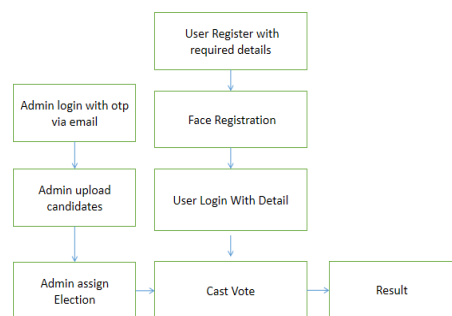 User Register with
required details
Admin login with otp
via email
Face Registration
Admin upload
candidates
User Login With Detail
Admin assign
Election
Cast Vote
Result